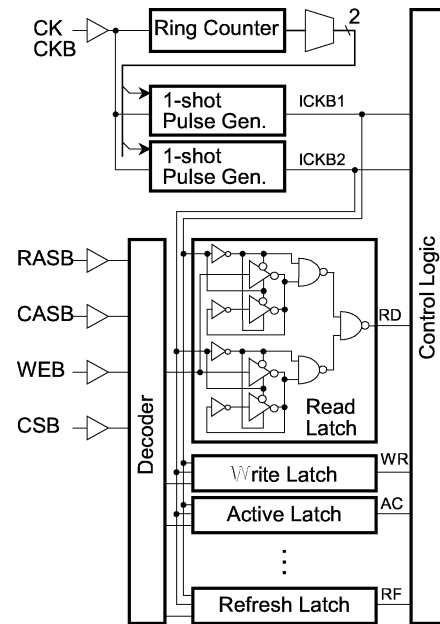 CK
CKB
Ring Counter
2
1-shot
Pulse Gen.
ICKB1
1-shot
Pulse Gen.
ICKB2
Control Logic
RASB
CASB
WEB
CSB
Decoder
RD
Read
Latch
Write Latch
WR
Active Latch
AC
Refresh Latch
RF